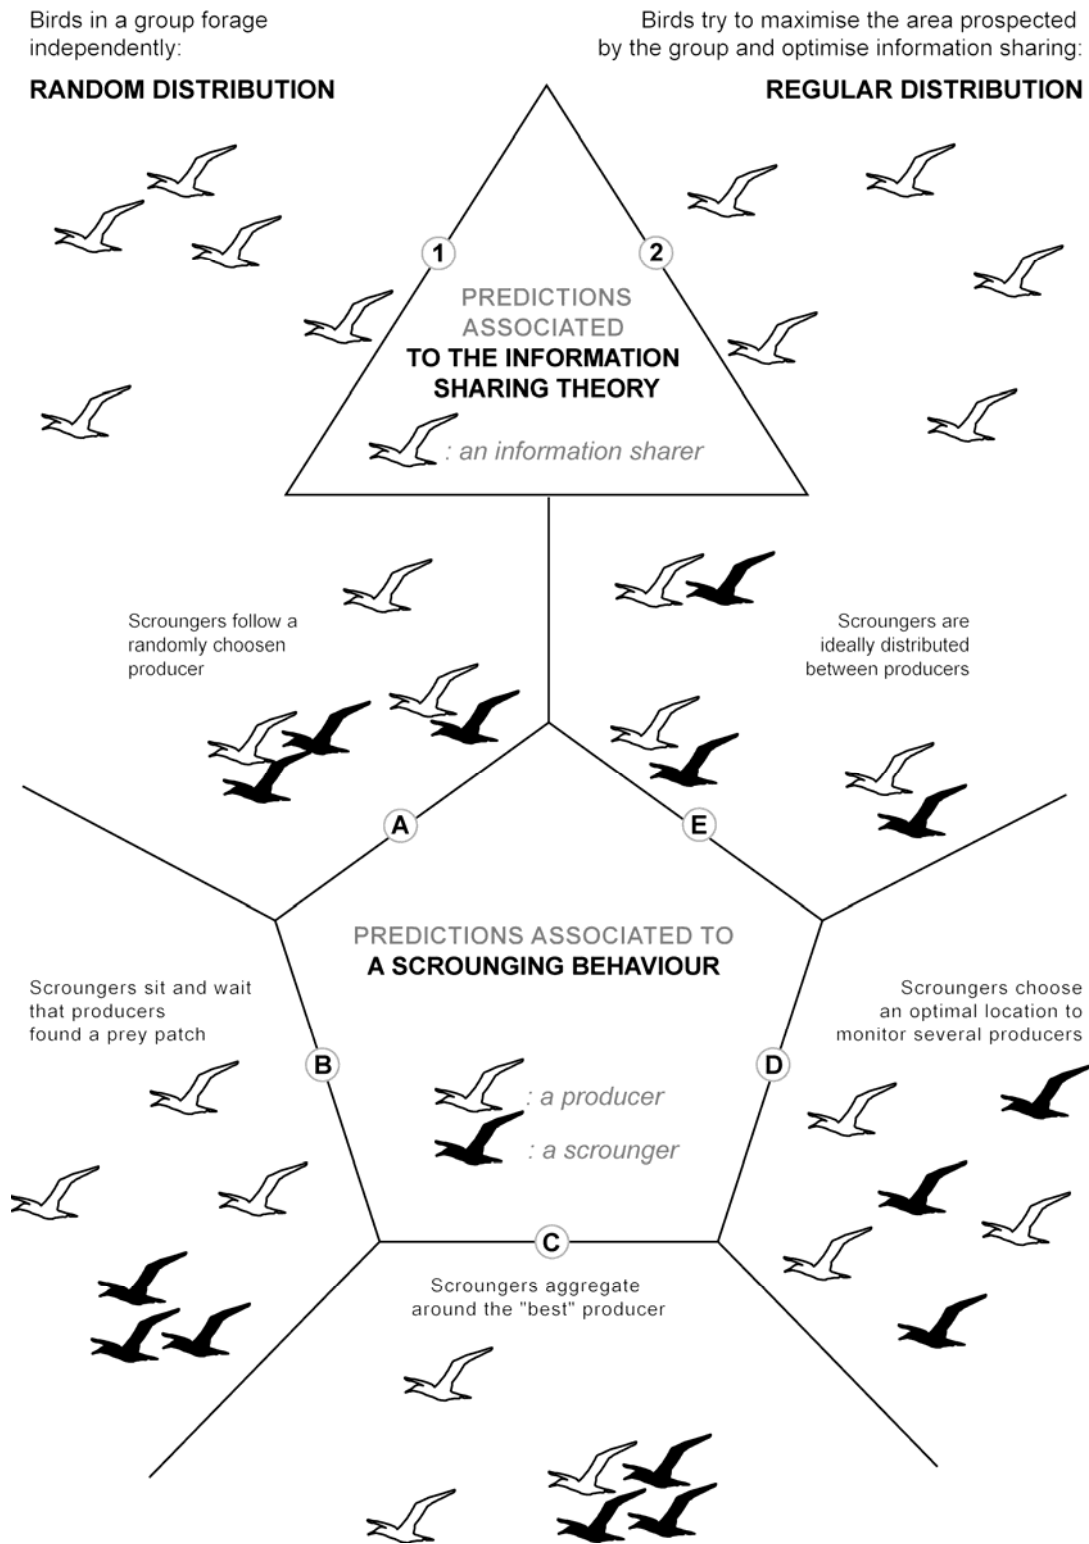 Birds in a group forage
independently:
RANDOM DISTRIBUTION
Birds try to maximise the area prospected
by the group and optimise information sharing:
REGULAR DISTRIBUTION
1
2
PREDICTIONS
ASSOCIATED
TO THE INFORMATION
SHARING THEORY
: an information sharer
Scroungers follow a
randomly choosen
producer
Scroungers are
ideally distributed
between producers
A
E
PREDICTIONS ASSOCIATED TO
A SCROUNGING BEHAVIOUR
Scroungers sit and wait
that producers
found a prey patch
Scroungers choose
an optimal location to
monitor several producers
B
D
: a producer
: a scrounger
C
Scroungers aggregate
around the "best" producer